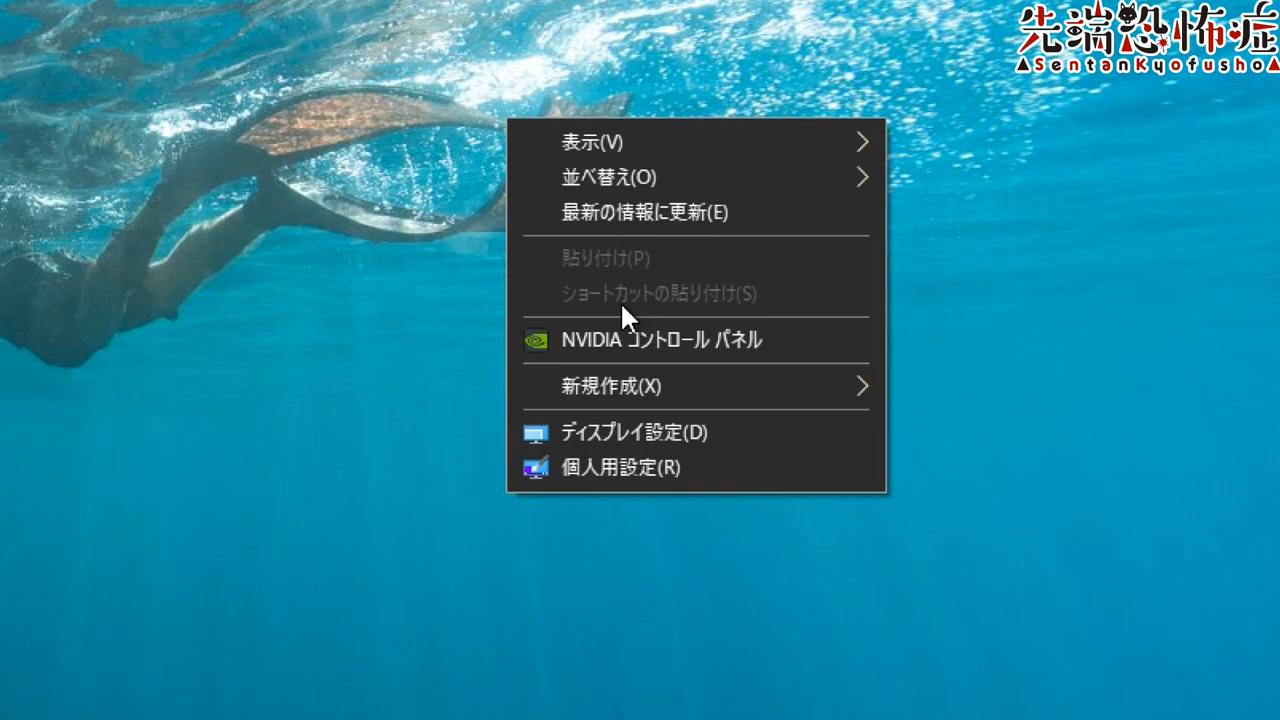 先端恐怖症
SentanKyofusho
表示(V)
並べ替え(O)
最新の情報に更新(E)
貼り付け(P)
ショートカットの貼り付け(S)
NVIDIA コントロール パネル
新規作成(X)
ディスプレイ設定(D)
個人用設定(R)